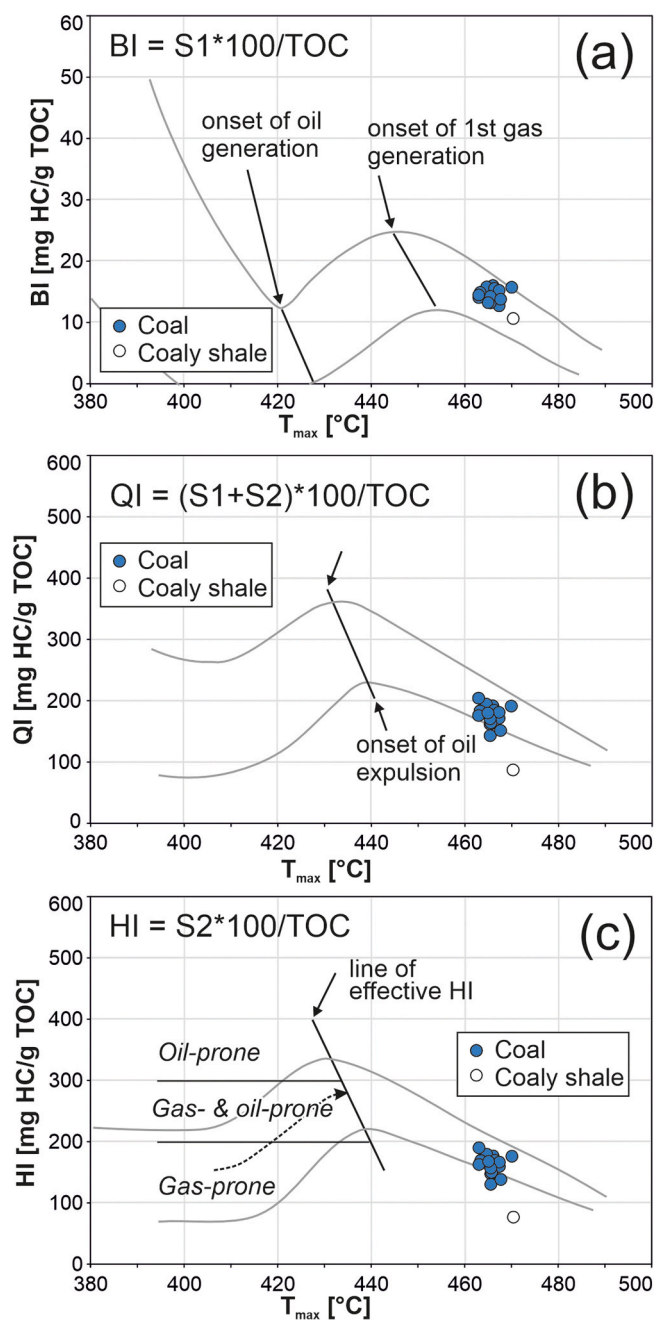 BI = S1*100/TOC
(a)
onset of oil
generation
onset of 1st gas
generation
BI [mg HC/g TOC]
60
50
40
30
20
10
0
Coal
Coaly shale
380 400 420 440 460 480 500
Tmax [°C]
QI = (S1+S2)*100/TOC
(b)
QI [mg HC/g TOC]
600
500
400
300
200
100
0
Coal
Coaly shale
onset of oil
expulsion
380 400 420 440 460 480 500
Tmax [°C]
HI = S2*100/TOC
(c)
HI [mg HC/g TOC]
600
500
400
300
200
100
0
line of
effective HI
Oil-prone
Gas- & oil-prone
Gas-prone
Coal
Coaly shale
380 400 420 440 460 480 500
Tmax [°C]